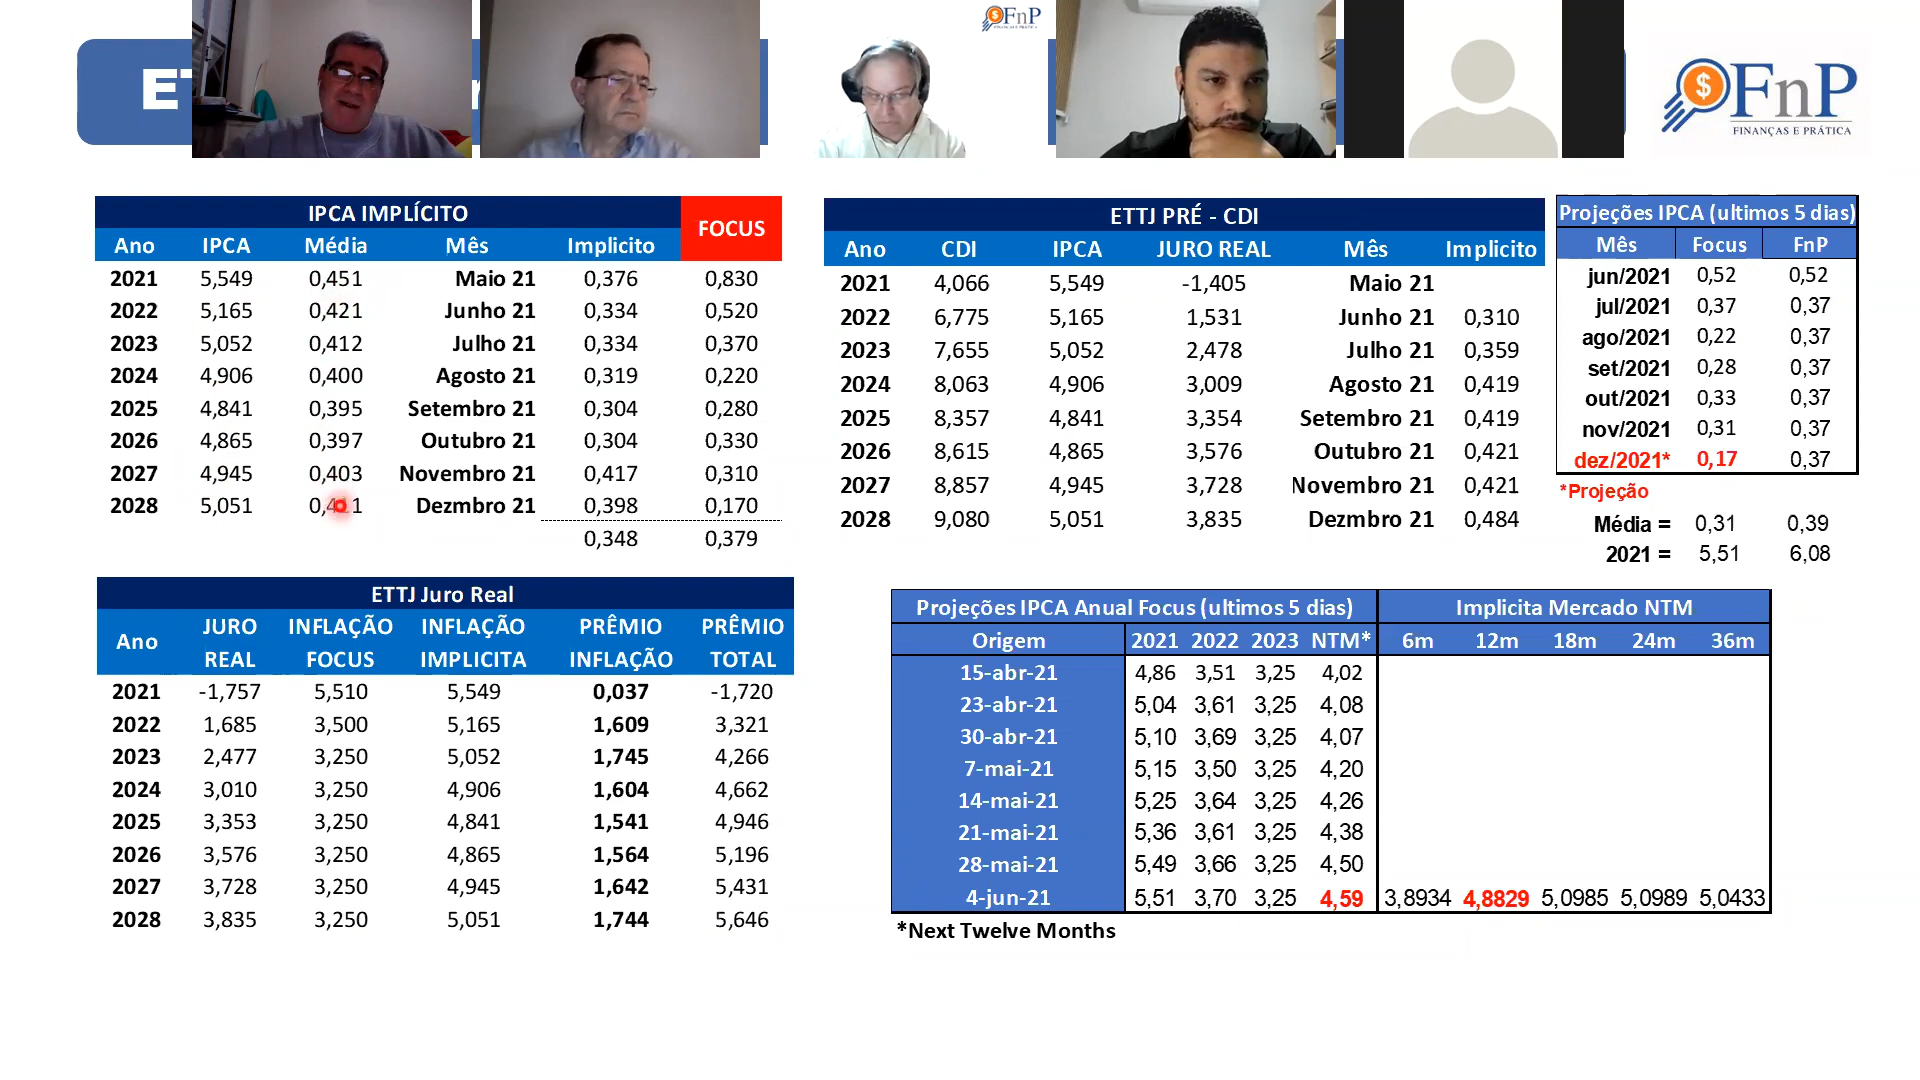 FnP
FINANÇAS E PRÁTICA
FnP
FINANÇAS E PRÁTICA
IPCA IMPLÍCITO FOCUS
Ano IPCA Média Mês Implicito
2021 5,549 0,451 Maio 21 0,376 0,830
2022 5,165 0,421 Junho 21 0,334 0,520
2023 5,052 0,412 Julho 21 0,334 0,370
2024 4,906 0,400 Agosto 21 0,319 0,220
2025 4,841 0,395 Setembro 21 0,304 0,280
2026 4,865 0,397 Outubro 21 0,304 0,330
2027 4,945 0,403 Novembro 21 0,417 0,310
2028 5,051 Dezmbro 21 0,398 0,170
0,348 0,379
ETTJ PRÉ - CDI
Ano CDI IPCA JURO REAL Mês Implicito
2021 4,066 5,549 -1,405 Maio 21
2022 6,775 5,165 1,531 Junho 21 0,310
2023 7,655 5,052 2,478 Julho 21 0,359
2024 8,063 4,906 3,009 Agosto 21 0,419
2025 8,357 4,841 3,354 Setembro 21 0,419
2026 8,615 4,865 3,576 Outubro 21 0,421
2027 8,857 4,945 3,728 Novembro 21 0,421
2028 9,080 5,051 3,835 Dezmbro 21 0,484
Projeções IPCA (ultimos 5 dias)
Mês Focus FnP
jun/2021 0,52 0,52
jul/2021 0,37 0,37
ago/2021 0,22 0,37
set/2021 0,28 0,37
out/2021 0,33 0,37
nov/2021 0,31 0,37
dez/2021* 0,17 0,37
*Projeção
Média = 0,31 0,39
2021 = 5,51 6,08
ETTJ Juro Real
Ano JURO REAL INFLAÇÃO FOCUS INFLAÇÃO IMPLICITA PRÊMIO INFLAÇÃO PRÊMIO TOTAL
2021 -1,757 5,510 5,549 0,037 -1,720
2022 1,685 3,500 5,165 1,609 3,321
2023 2,477 3,250 5,052 1,745 4,266
2024 3,010 3,250 4,906 1,604 4,662
2025 3,353 3,250 4,841 1,541 4,946
2026 3,576 3,250 4,865 1,564 5,196
2027 3,728 3,250 4,945 1,642 5,431
2028 3,835 3,250 5,051 1,744 5,646
Projeções IPCA Anual Focus (ultimos 5 dias) Implicita Mercado NTM
Origem 2021 2022 2023 NTM* 6m 12m 18m 24m 36m
15-abr-21 4,86 3,51 3,25 4,02
23-abr-21 5,04 3,61 3,25 4,08
30-abr-21 5,10 3,69 3,25 4,07
7-mai-21 5,15 3,50 3,25 4,20
14-mai-21 5,25 3,64 3,25 4,26
21-mai-21 5,36 3,61 3,25 4,38
28-mai-21 5,49 3,66 3,25 4,50
4-jun-21 5,51 3,70 3,25 4,59 3,8934 4,8829 5,0985 5,0989 5,0433
*Next Twelve Months